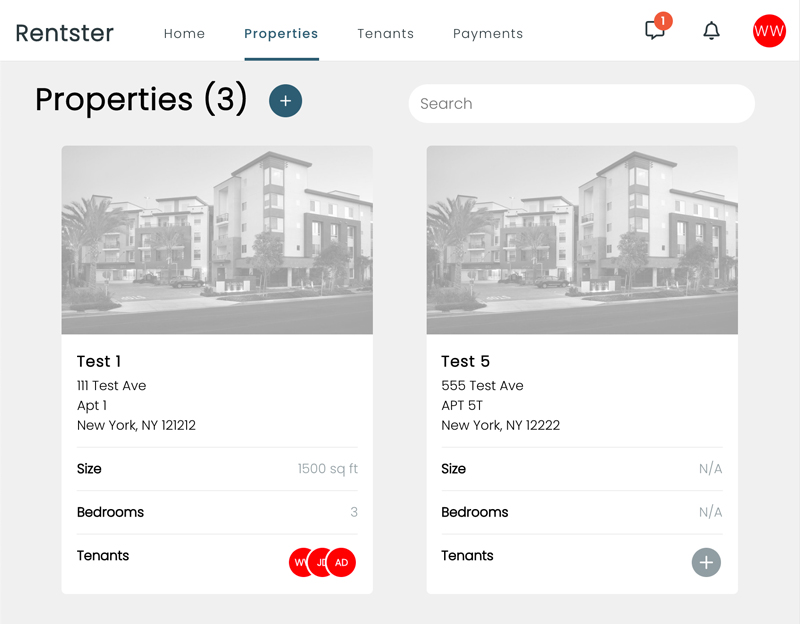 Rentster
Home
Properties
Tenants
Payments
1
WW
Properties (3)
+
Search
Test 1
111 Test Ave
Apt 1
New York, NY 121212
Size
1500 sq ft
Bedrooms
3
Tenants
JD
AD
Test 5
555 Test Ave
APT 5T
New York, NY 12222
Size
N/A
Bedrooms
N/A
Tenants
+